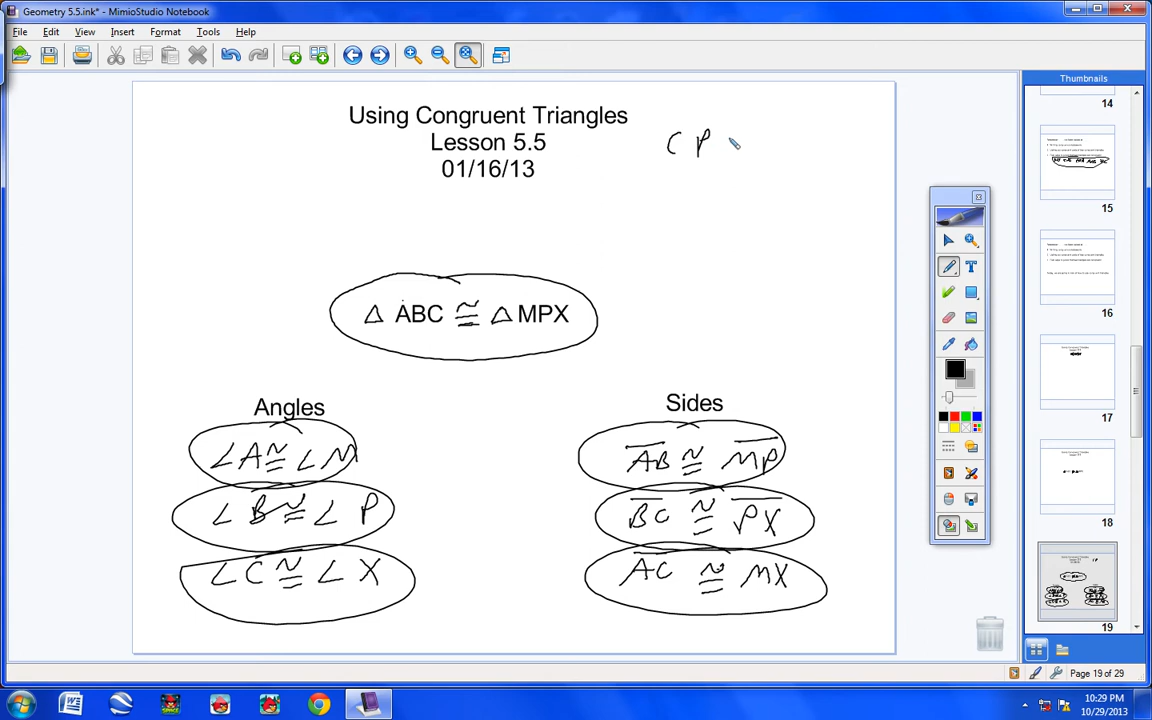 Geometry 5.5.ink* - MimioStudio Notebook
File Edit View Insert Format Tools Help
Using Congruent Triangles
Lesson 5.5
01/16/13
C P
△ ABC ≅ △ MPX
Angles
∠A ≅ ∠M
∠B ≅ ∠P
∠C ≅ ∠X
Sides
AB ≅ MP
BC ≅ PX
AC ≅ MX
Thumbnails
14
15
16
17
18
19
Page 19 of 29
10:29 PM
10/29/2013